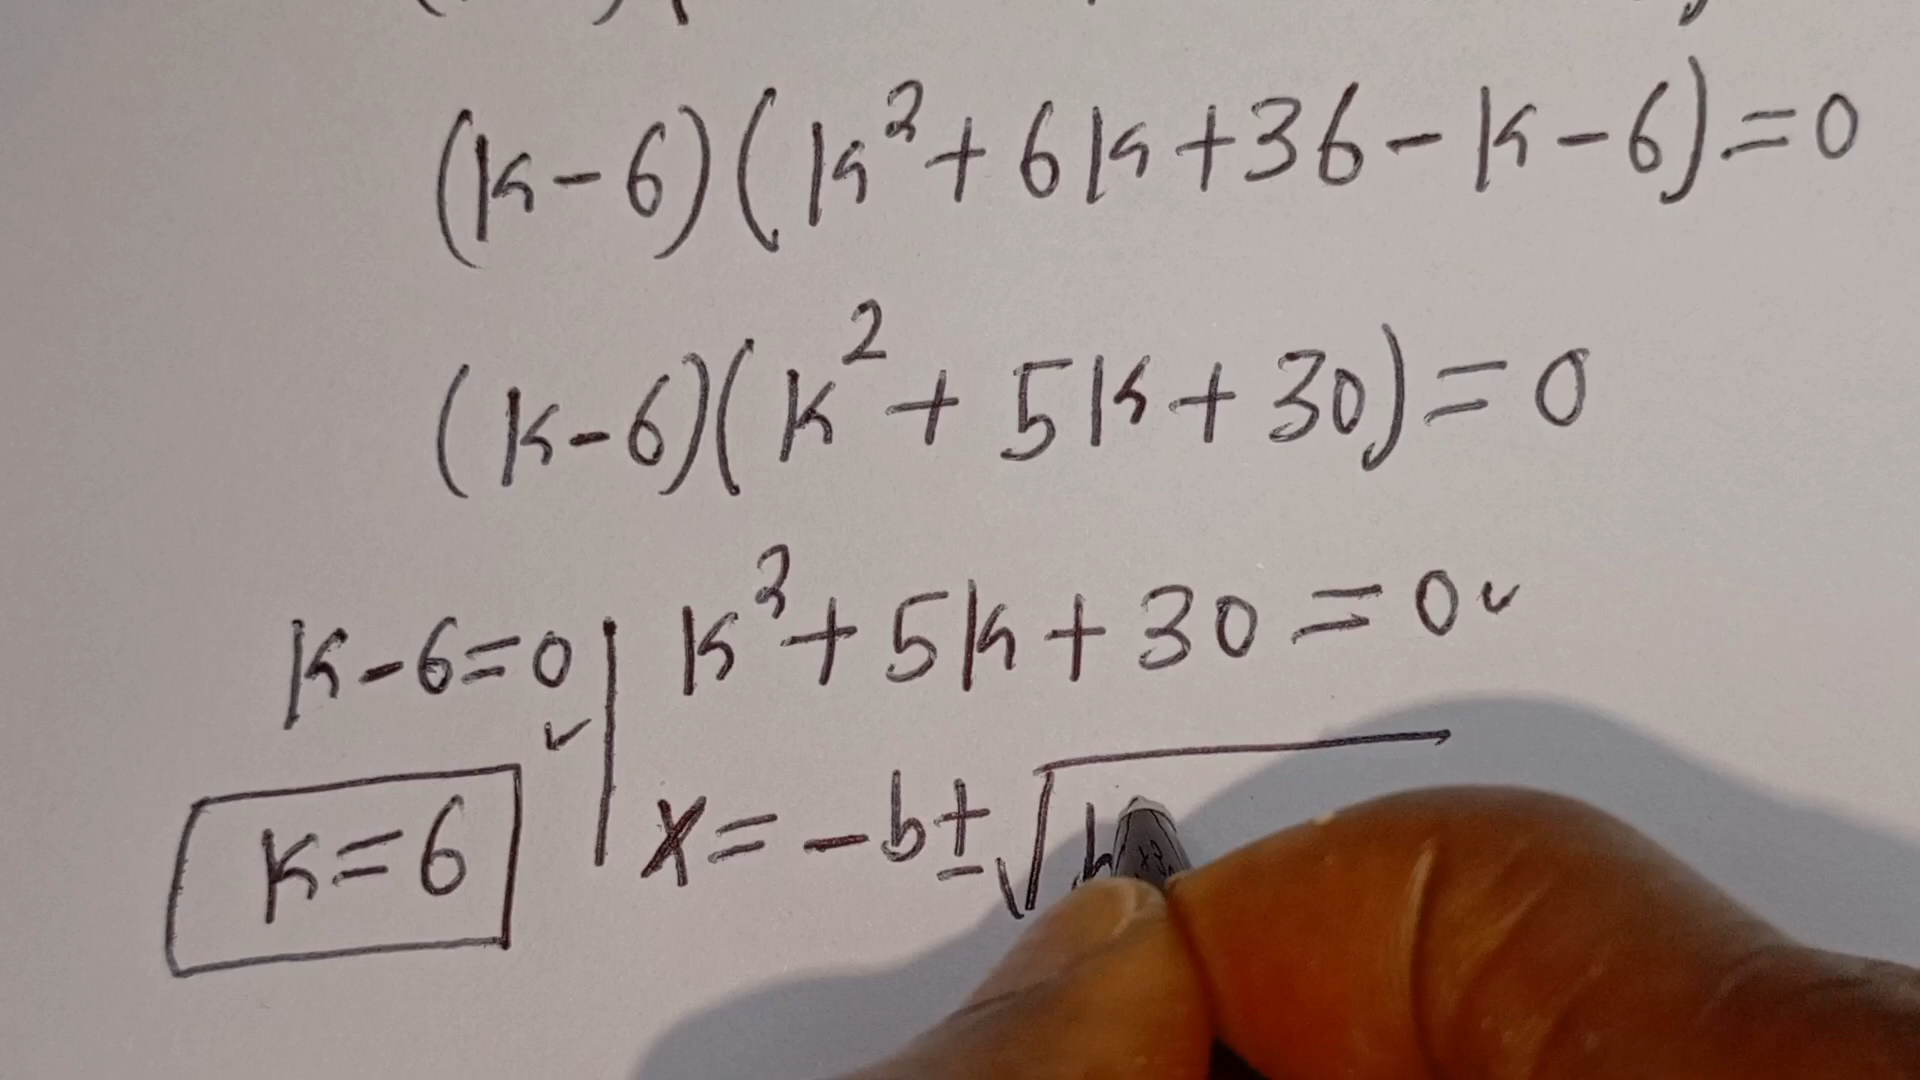 (k-6)(k²+6k+36-k-6)=0
(k-6)(k²+5k+30)=0
k-6=0 | k²+5k+30=0
k=6
x=-b±√b